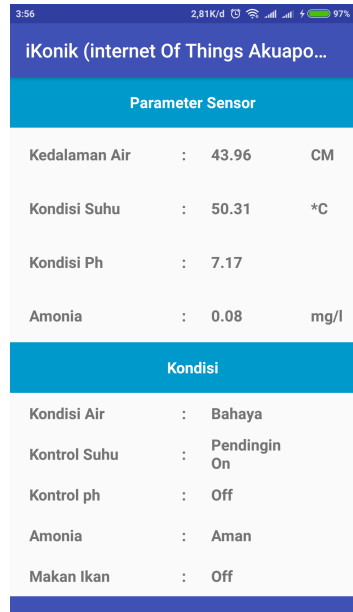 3:56 2,81K/d 97%
iKonik (internet Of Things Akuapo...
Parameter Sensor
Kedalaman Air : 43.96 CM
Kondisi Suhu : 50.31 *C
Kondisi Ph : 7.17
Amonia : 0.08 mg/l
Kondisi
Kondisi Air : Bahaya
Kontrol Suhu : Pendingin
On
Kontrol ph : Off
Amonia : Aman
Makan Ikan : Off